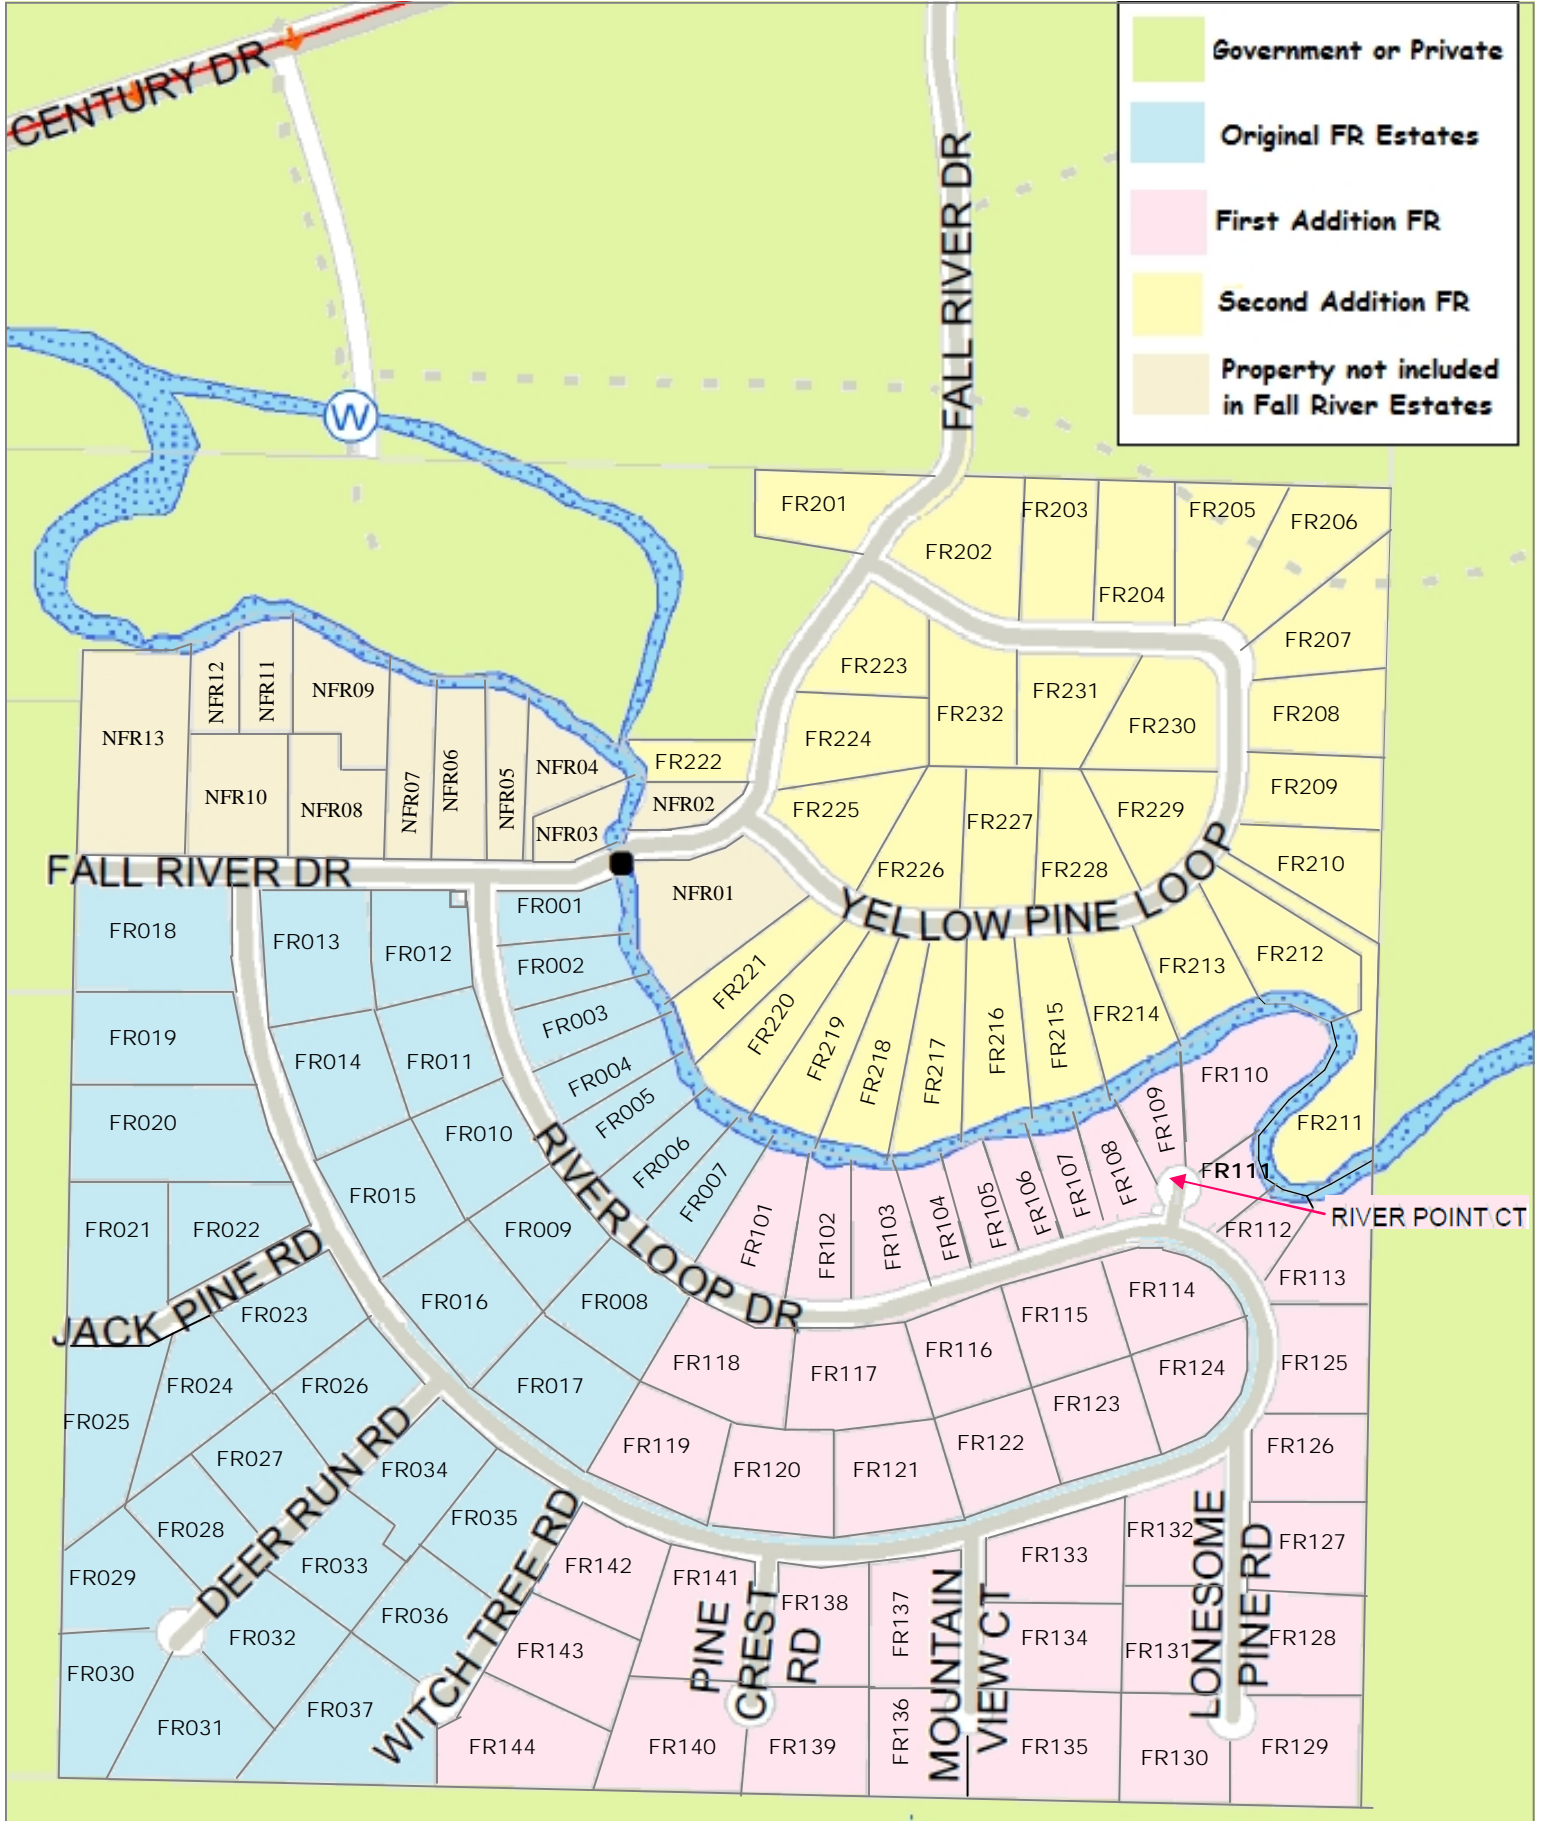 CENTURY DR
Government or Private
Original FR Estates
First Addition FR
Second Addition FR
Property not included
in Fall River Estates
FALL RIVER DR
W
FR201
FR202
FR203
FR204
FR205
FR206
FR207
FR208
FR209
FR210
FR223
FR224
FR232
FR231
FR230
FR222
FR225
FR226
FR227
FR228
FR229
NFR13
NFR12
NFR11
NFR09
NFR10
NFR08
NFR07
NFR06
NFR05
NFR04
NFR03
NFR02
NFR01
FALL RIVER DR
YELLOW PINE LOOP
FR018
FR013
FR012
FR001
FR002
FR003
FR004
FR005
FR006
FR007
FR221
FR220
FR219
FR218
FR217
FR216
FR215
FR214
FR213
FR212
FR211
FR019
FR014
FR011
FR020
FR010
FR015
FR009
FR021
FR022
FR016
FR008
FR017
RIVER LOOP DR
FR101
FR102
FR103
FR104
FR105
FR106
FR107
FR108
FR109
FR110
FR111
RIVER POINT CT
FR112
FR113
JACK PINE RD
FR023
FR024
FR025
FR026
FR027
FR028
FR029
FR030
FR031
FR032
FR033
FR034
FR035
FR036
FR037
DEER RUN RD
WITCH TREE RD
FR114
FR115
FR116
FR117
FR118
FR119
FR120
FR121
FR122
FR123
FR124
FR125
FR126
FR127
FR128
FR129
FR130
FR131
FR132
FR133
FR134
FR135
FR136
FR137
FR138
FR139
FR140
FR141
FR142
FR143
FR144
PINE
CREST
RD
MOUNTAIN
VIEW CT
LONESOME
PINE RD